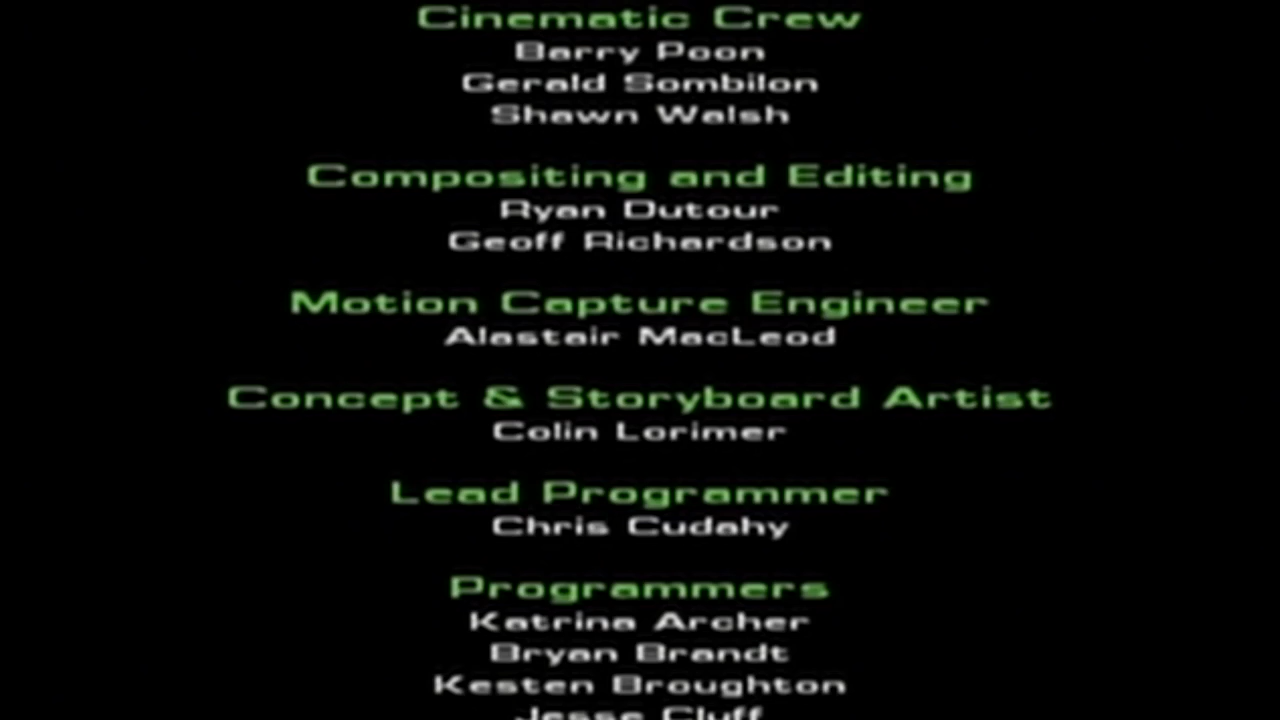 Cinematic Crew
Barry Poon
Gerald Sombilon
Shawn Walsh
Compositing and Editing
Ryan Dutour
Geoff Richardson
Motion Capture Engineer
Alastair MacLeod
Concept & Storyboard Artist
Colin Lorimer
Lead Programmer
Chris Cudahy
Programmers
Katrina Archer
Bryan Brandt
Kesten Broughton
Jesse Cluff